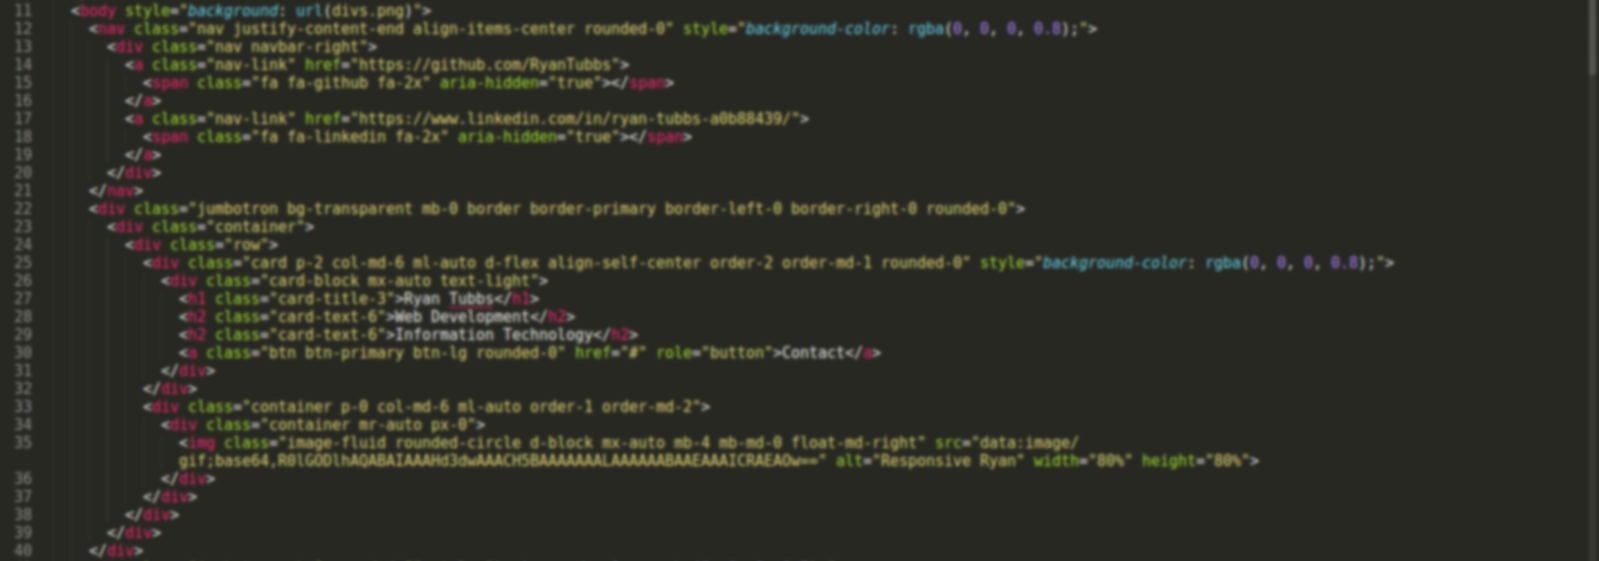 11 <body style="background: url(divs.png)">
12 <nav class="nav justify-content-end align-items-center rounded-0" style="background-color: rgba(0, 0, 0, 0.8);">
13 <div class="nav navbar-right">
14 <a class="nav-link" href="https://github.com/RyanTubbs">
15 <span class="fa fa-github fa-2x" aria-hidden="true"></span>
16 </a>
17 <a class="nav-link" href="https://www.linkedin.com/in/ryan-tubbs-a0b88439/">
18 <span class="fa fa-linkedin fa-2x" aria-hidden="true"></span>
19 </a>
20 </div>
21 </nav>
22 <div class="jumbotron bg-transparent mb-0 border border-primary border-left-0 border-right-0 rounded-0">
23 <div class="container">
24 <div class="row">
25 <div class="card p-2 col-md-6 ml-auto d-flex align-self-center order-2 order-md-1 rounded-0" style="background-color: rgba(0, 0, 0, 0.8);">
26 <div class="card-block mx-auto text-light">
27 <h1 class="card-title-3">Ryan Tubbs</h1>
28 <h2 class="card-text-6">Web Development</h2>
29 <h2 class="card-text-6">Information Technology</h2>
30 <a class="btn btn-primary btn-lg rounded-0" href="#" role="button">Contact</a>
31 </div>
32 </div>
33 <div class="container p-0 col-md-6 ml-auto order-1 order-md-2">
34 <div class="container mr-auto px-0">
35 <img class="image-fluid rounded-circle d-block mx-auto mb-4 mb-md-0 float-md-right" src="data:image/
gif;base64,R0lGODlhAQABAIAAAHd3dwAAACH5BAAAAAAALAAAAAABAAEAAAICRAEAOw==" alt="Responsive Ryan" width="80%" height="80%">
36 </div>
37 </div>
38 </div>
39 </div>
40 </div>